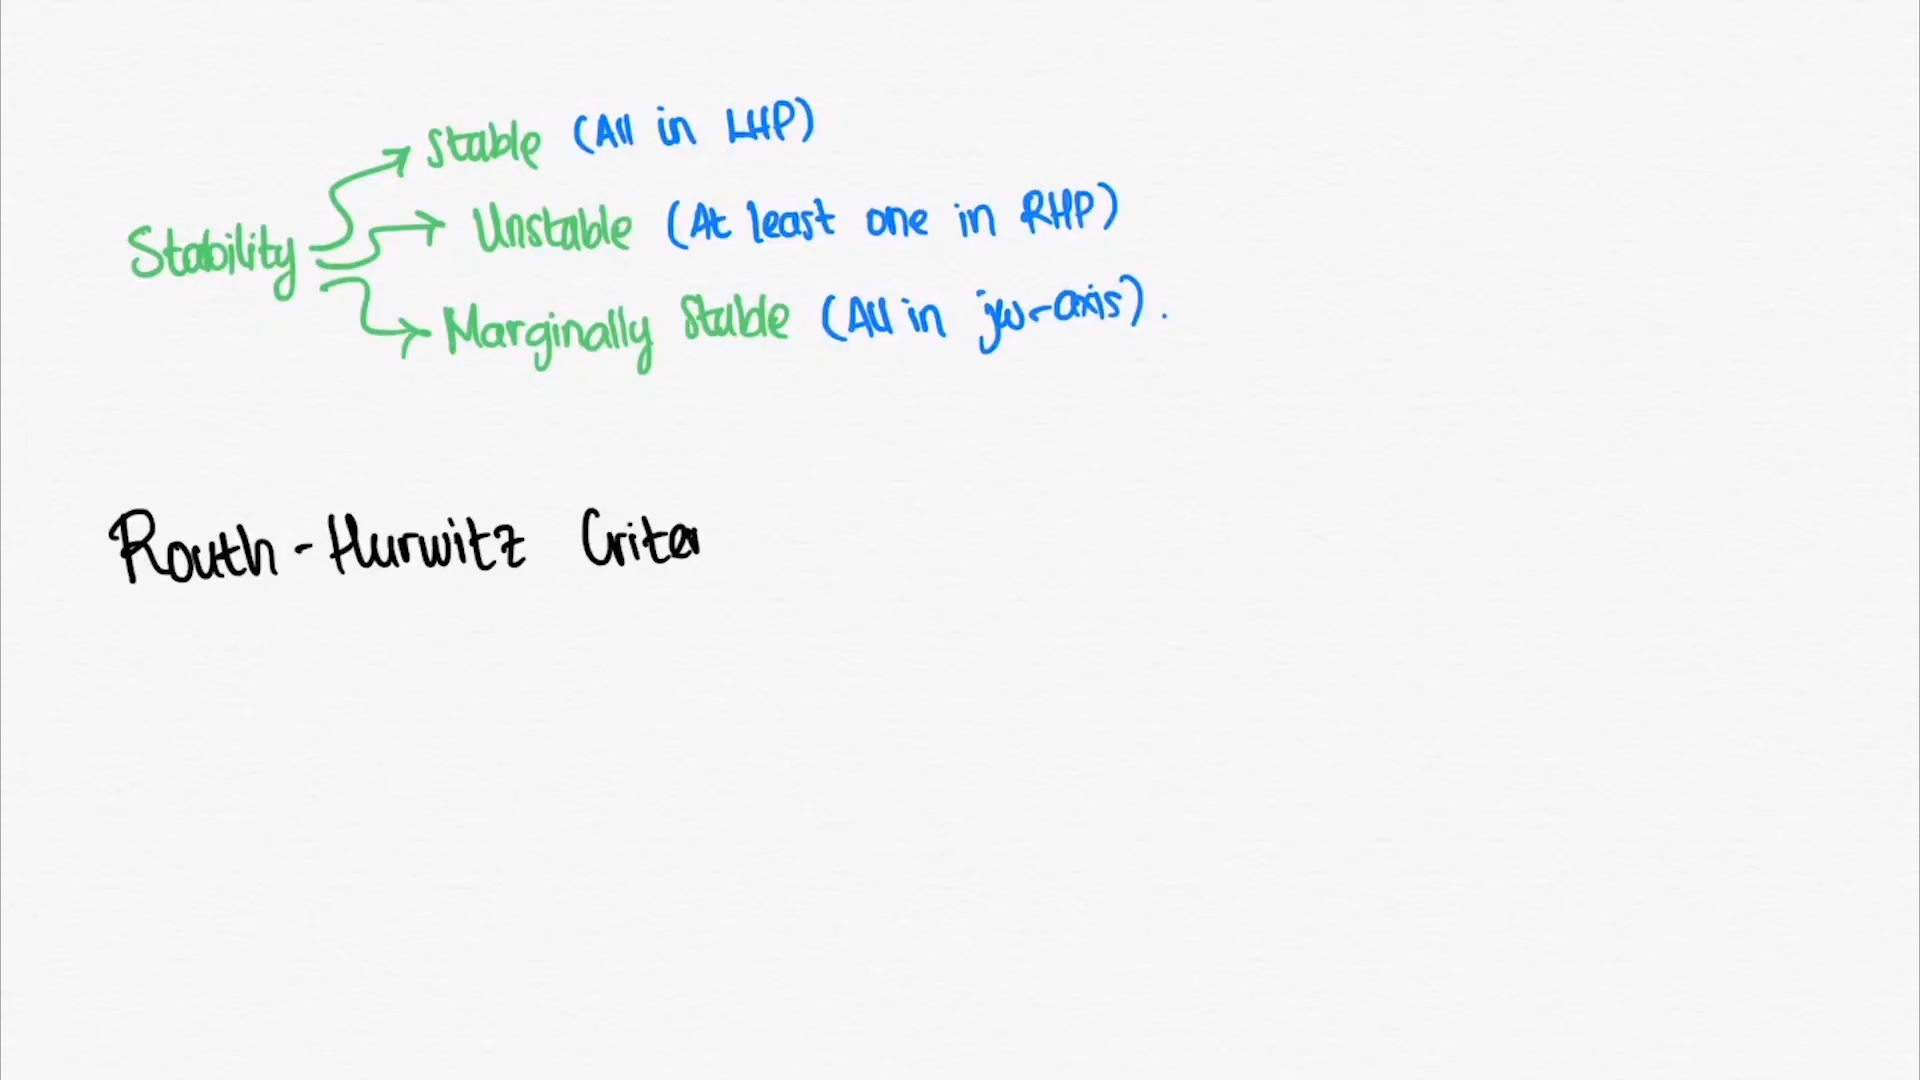 Stable (All in LHP)
Unstable (At least one in RHP)
Stability
Marginally Stable (All in jw-axis).
Routh-Hurwitz Criter